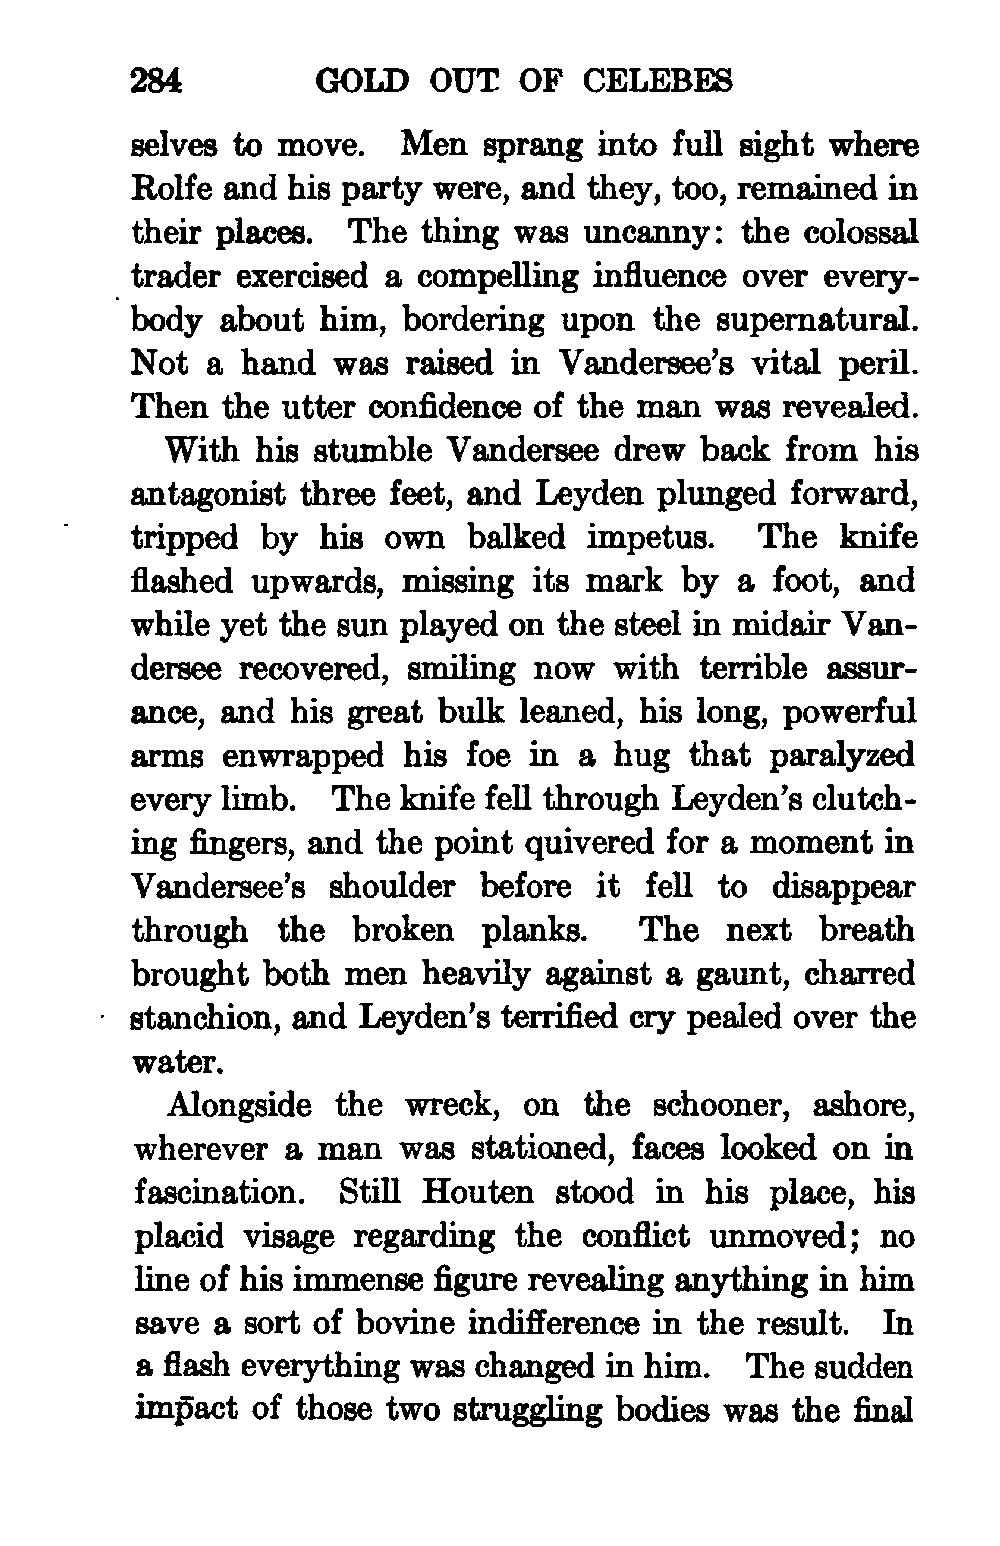 284 GOLD OUT OF CELEBES
selves to move. Men sprang into full sight where
Rolfe and his party were, and they, too, remained in
their places. The thing was uncanny: the colossal
trader exercised a compelling influence over every-
body about him, bordering upon the supernatural.
Not a hand was raised in Vandersee's vital peril.
Then the utter confidence of the man was revealed.
With his stumble Vandersee drew back from his
antagonist three feet, and Leyden plunged forward,
tripped by his own balked impetus. The knife
flashed upwards, missing its mark by a foot, and
while yet the sun played on the steel in midair Van-
dersee recovered, smiling now with terrible assur-
ance, and his great bulk leaned, his long, powerful
arms enwrapped his foe in a hug that paralyzed
every limb. The knife fell through Leyden's clutch-
ing fingers, and the point quivered for a moment in
Vandersee's shoulder before it fell to disappear
through the broken planks. The next breath
brought both men heavily against a gaunt, charred
stanchion, and Leyden's terrified cry pealed over the
water.
Alongside the wreck, on the schooner, ashore,
wherever a man was stationed, faces looked on in
fascination. Still Houten stood in his place, his
placid visage regarding the conflict unmoved; no
line of his immense figure revealing anything in him
save a sort of bovine indifference in the result. In
a flash everything was changed in him. The sudden
impact of those two struggling bodies was the final